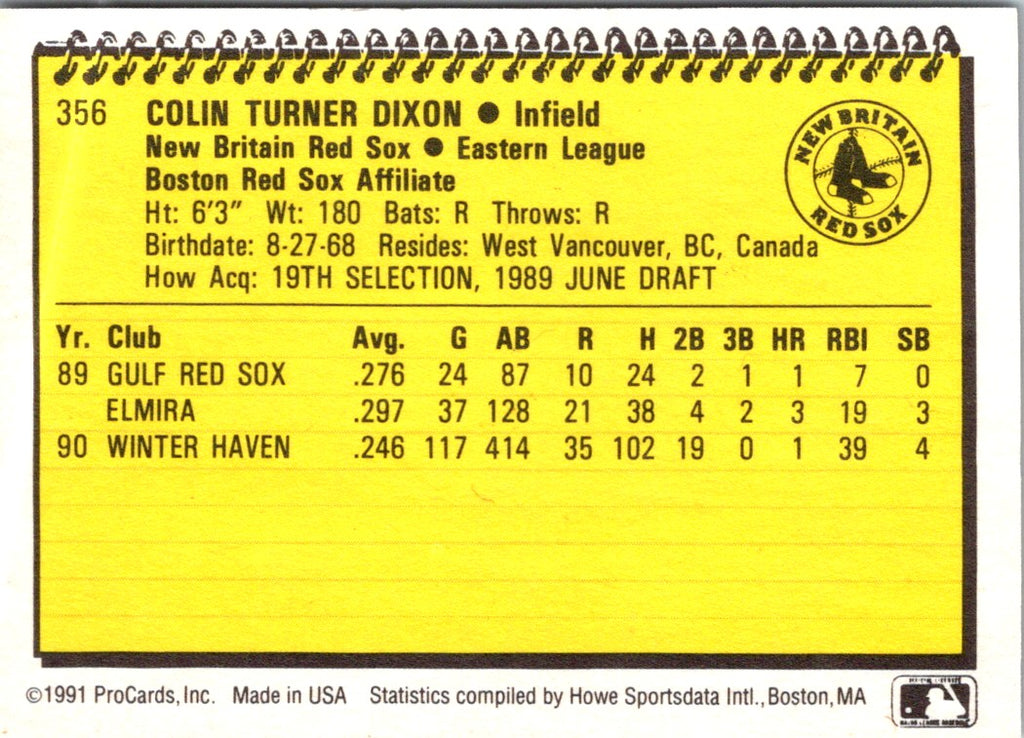 356 COLIN TURNER DIXON ● Infield
New Britain Red Sox ● Eastern League
Boston Red Sox Affiliate
Ht: 6'3" Wt: 180 Bats: R Throws: R
Birthdate: 8-27-68 Resides: West Vancouver, BC, Canada
How Acq: 19TH SELECTION, 1989 JUNE DRAFT
NEW BRITAIN
RED SOX
Yr. Club Avg. G AB R H 2B 3B HR RBI SB
89 GULF RED SOX .276 24 87 10 24 2 1 1 7 0
ELMIRA .297 37 128 21 38 4 2 3 19 3
90 WINTER HAVEN .246 117 414 35 102 19 0 1 39 4
©1991 ProCards, Inc. Made in USA Statistics compiled by Howe Sportsdata Intl., Boston, MA